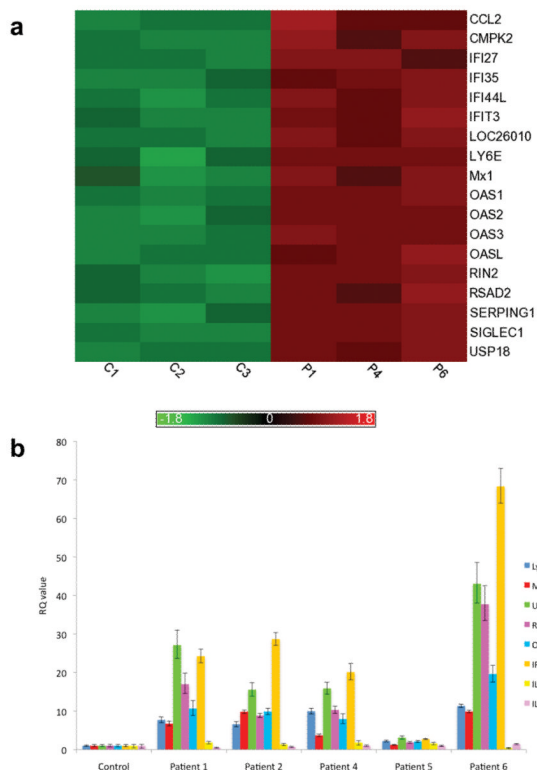 a
CCL2
CMPK2
IFI27
IFI35
IFI44L
IFIT3
LOC26010
LY6E
Mx1
OAS1
OAS2
OAS3
OASL
RIN2
RSAD2
SERPING1
SIGLEC1
USP18
C1 C2 C3 P1 P4 P6
-1.8 0 1.8
b
80
70
60
50
40
30
20
10
0
RQ value
Control Patient 1 Patient 2 Patient 4 Patient 5 Patient 6